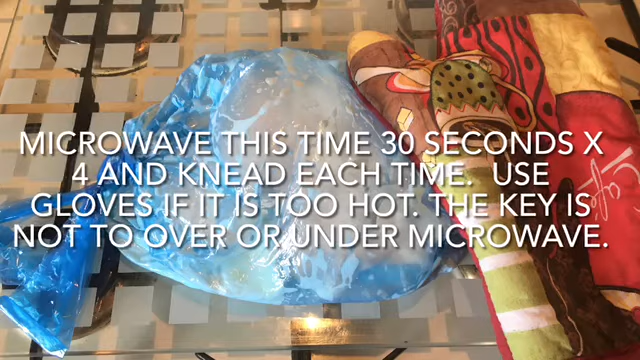 MICROWAVE THIS TIME 30 SECONDS X
4 AND KNEAD EACH TIME. USE
GLOVES IF IT IS TOO HOT. THE KEY IS
NOT TO OVER OR UNDER MICROWAVE.
Café